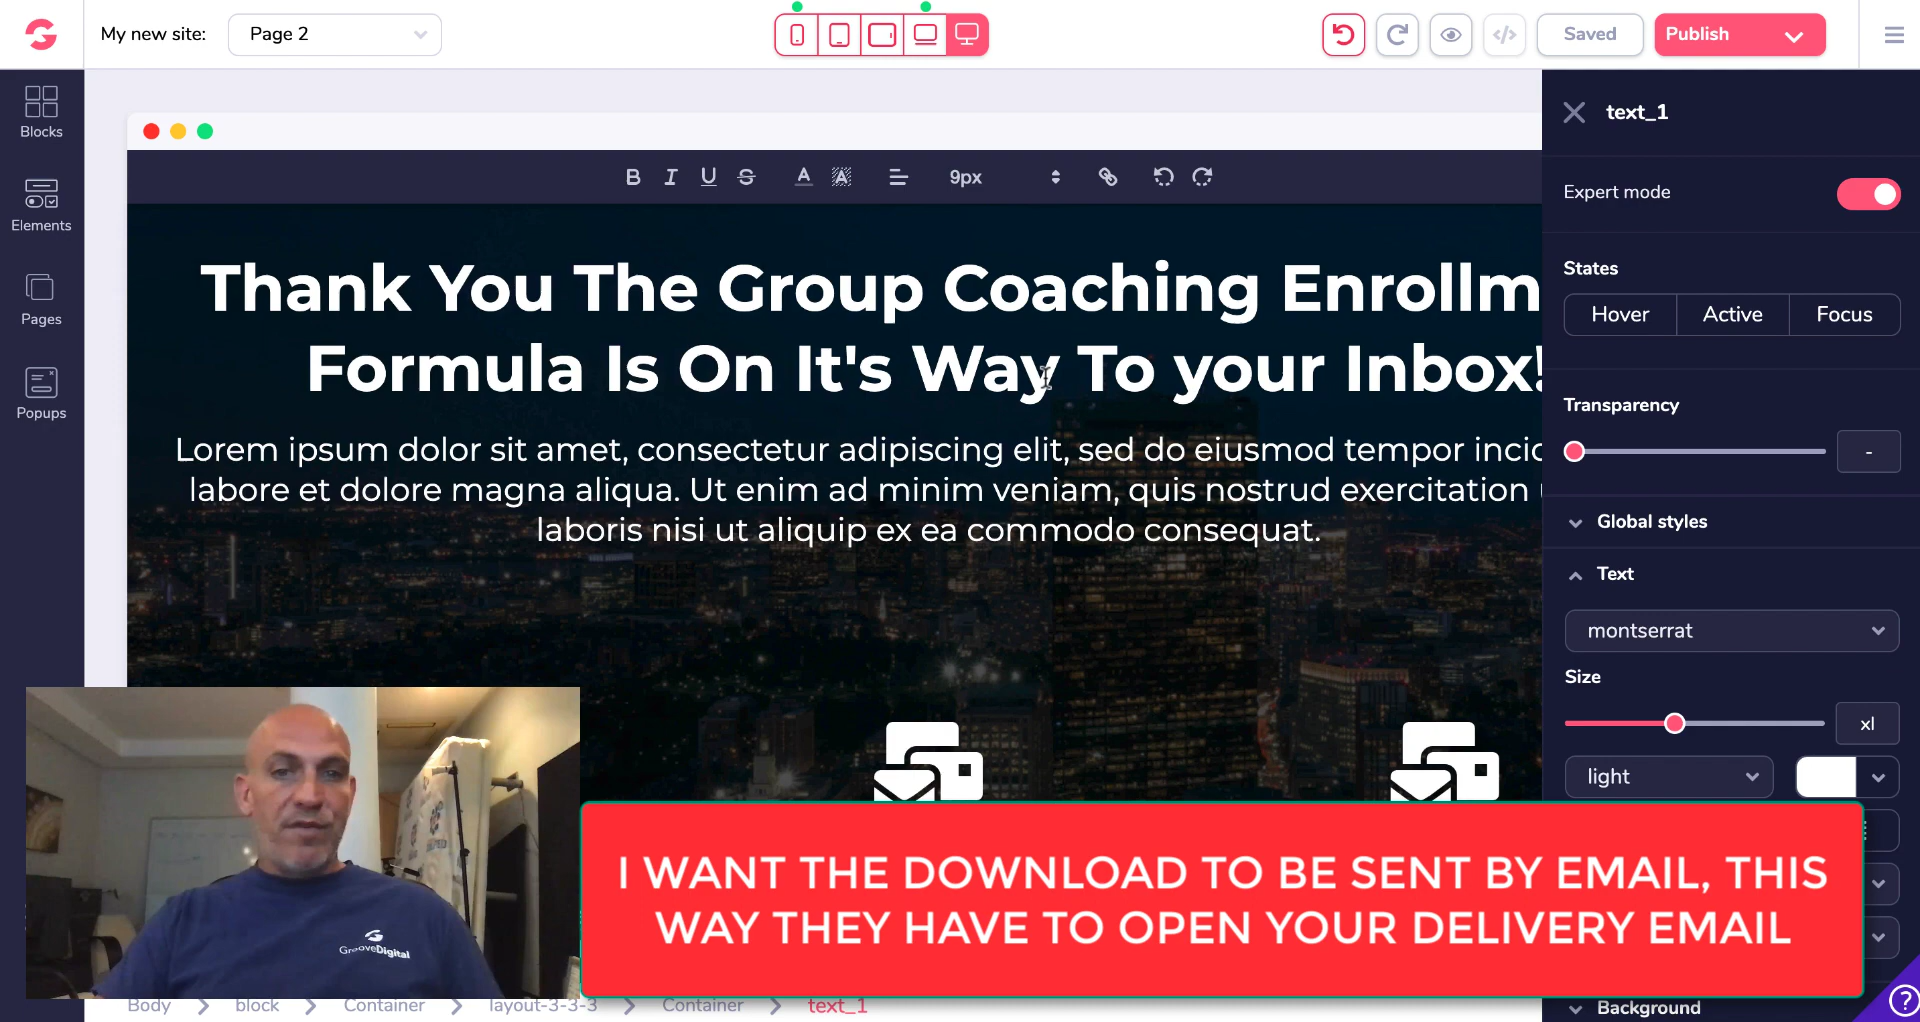 My new site:
Page 2
Saved
Publish
Blocks
Elements
Pages
Popups
B I U S A A 9px
Thank You The Group Coaching Enrollm
Formula Is On It's Way To your Inbox!
Lorem ipsum dolor sit amet, consectetur adipiscing elit, sed do eiusmod tempor incid
labore et dolore magna aliqua. Ut enim ad minim veniam, quis nostrud exercitation u
laboris nisi ut aliquip ex ea commodo consequat.
text_1
Expert mode
States
Hover Active Focus
Transparency
-
Global styles
Text
montserrat
Size
xl
light
Background
GrooveDigital
I WANT THE DOWNLOAD TO BE SENT BY EMAIL, THIS
WAY THEY HAVE TO OPEN YOUR DELIVERY EMAIL
Body > block > Container > layout-3-3-3 > Container > text_1
?